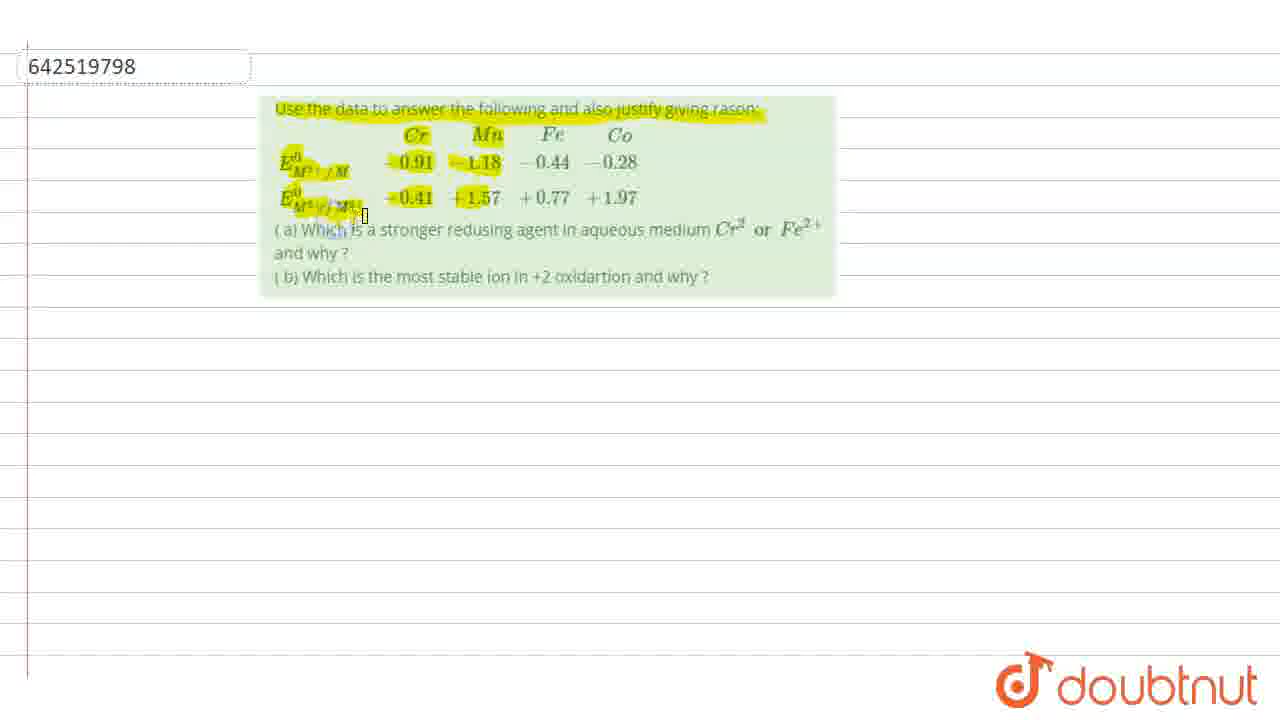 642519798
Use the data to answer the following and also justify giving rason:
Cr Mn Fe Co
E⁰ M²⁺/M −0.91 −1.18 −0.44 −0.28
E⁰ −0.41 +1.57 +0.77 +1.97
( a) Which is a stronger redusing agent in aqueous medium Cr² or Fe²⁺
and why ?
( b) Which is the most stable ion in +2 oxidartion and why ?
doubtnut